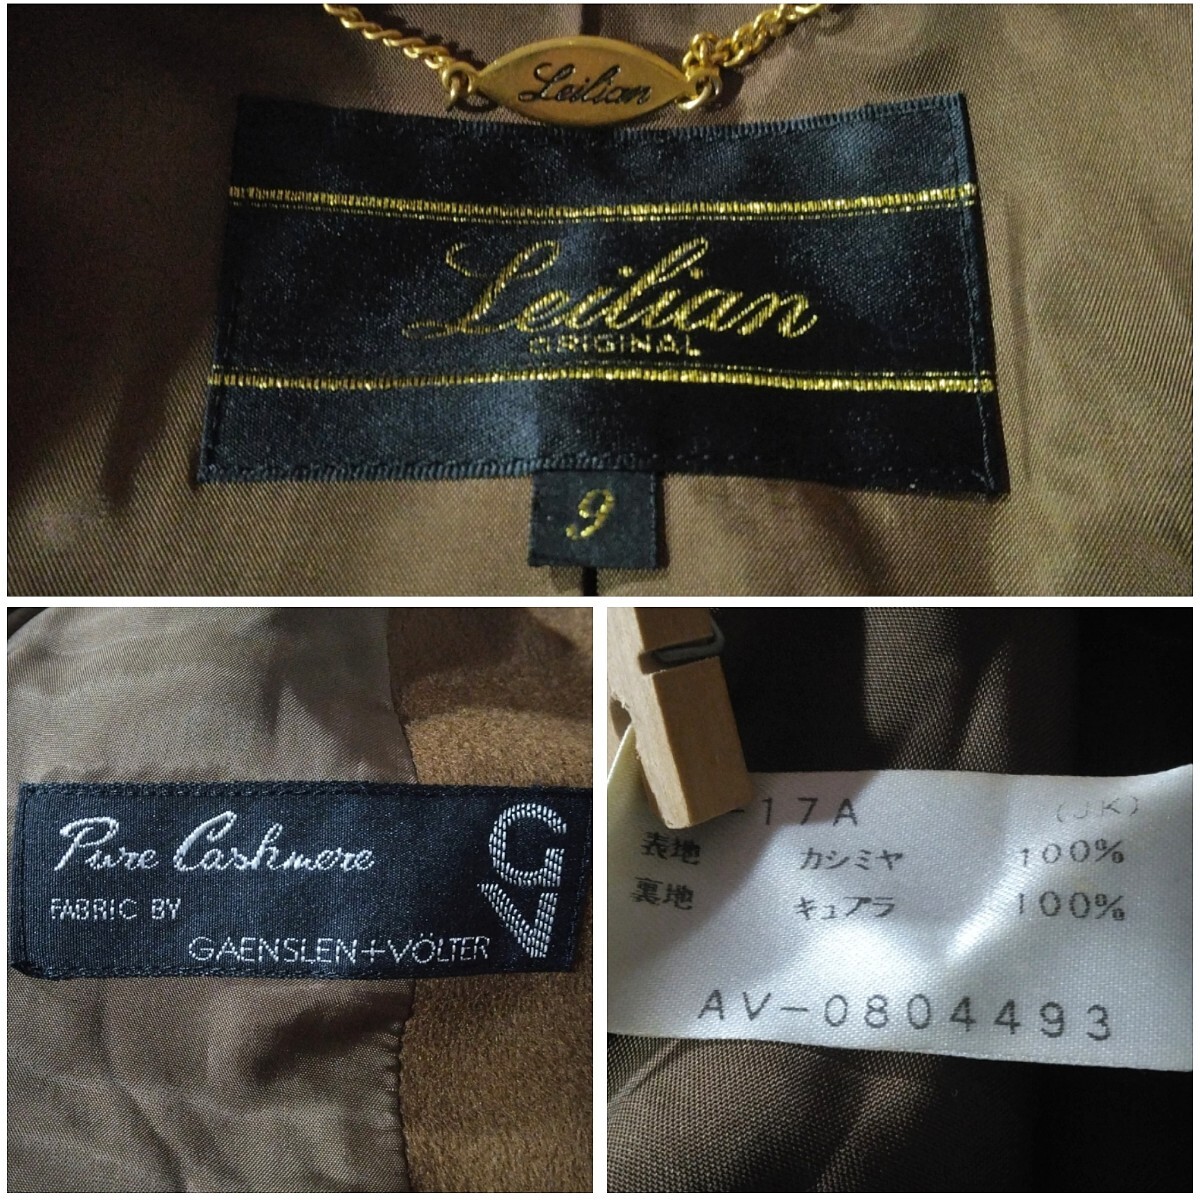 Leilian
Leilian
ORIGINAL
9
Pure Cashmere
FABRIC BY
GAENSLEN+VÖLTER
GV
-17A (JK)
表地 カシミヤ 100%
裏地 キュアラ 100%
AV-0804493